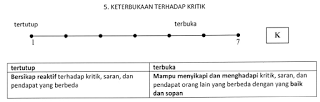 5. KETERBUKAAN TERHADAP KRITIK
tertutup terbuka
1 7 K
tertutup terbuka
Bersikap reaktif terhadap kritik, saran, dan Mampu menyikapi dan menghadapi kritik, saran, dan
pendapat yang berbeda pendapat orang lain yang berbeda dengan yang baik
dan sopan